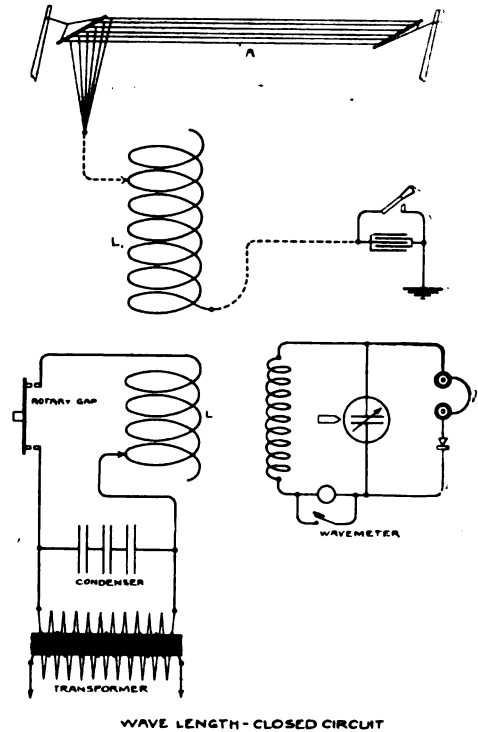 A
L,
ROTARY GAP
L
CONDENSER
WAVEMETER
TRANSFORMER
WAVE LENGTH - CLOSED CIRCUIT